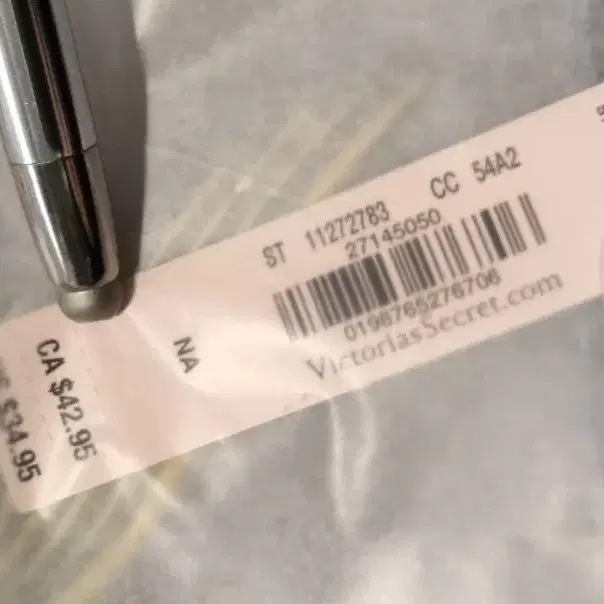 ST 11272783 CC 54A2
27145050
0198765276706
VictoriasSecret.com
NA
CA $42.95
$34.95